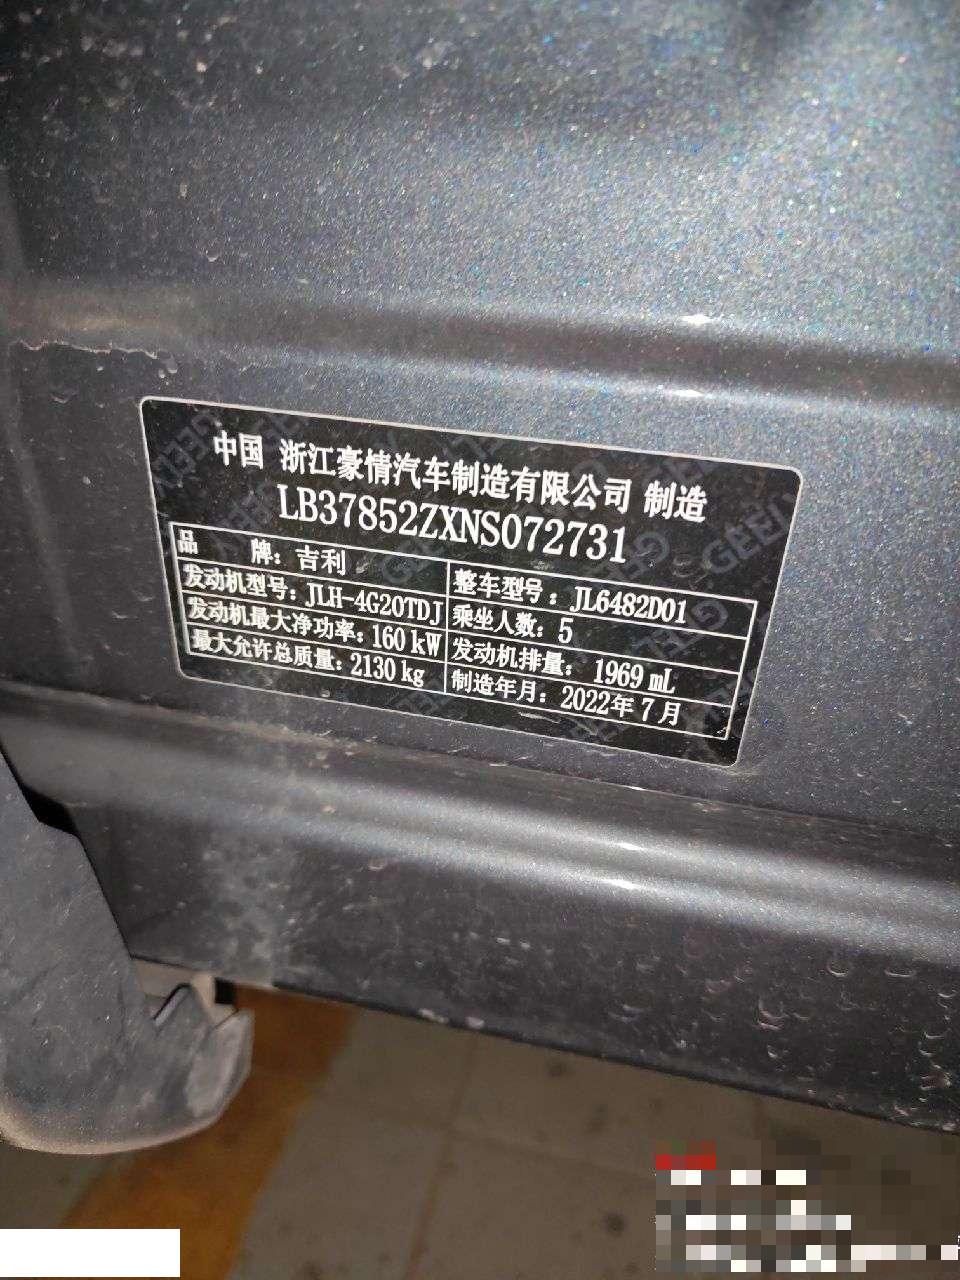 中国 浙江豪情汽车制造有限公司 制造
LB37852ZXNS072731
品 牌：吉利 整车型号：JL6482D01
发动机型号：JLH-4G20TDJ 乘坐人数：5
发动机最大净功率：160 kW 发动机排量：1969 mL
最大允许总质量：2130 kg 制造年月：2022年 7 月